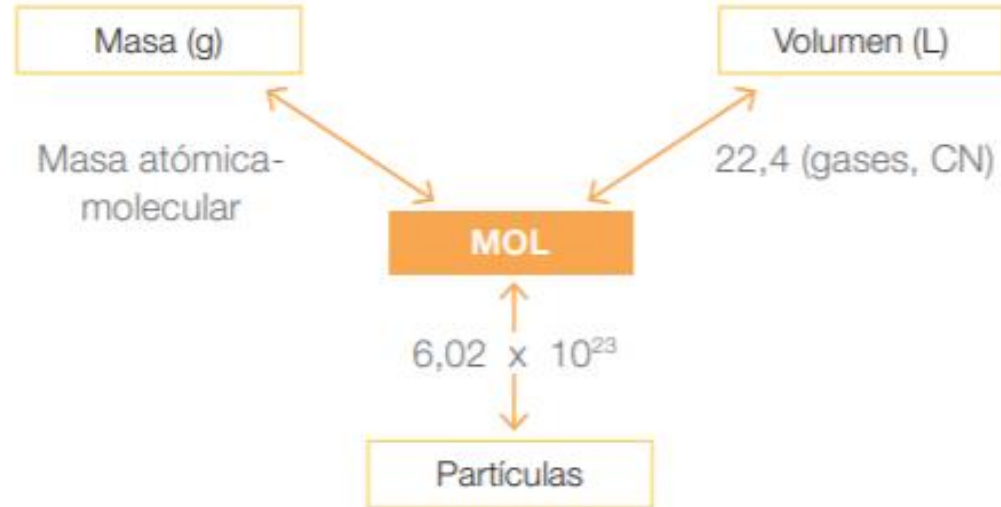 Masa (g)
Volumen (L)
Masa atómica-
molecular
22,4 (gases, CN)
MOL
6,02 x 10²³
Partículas